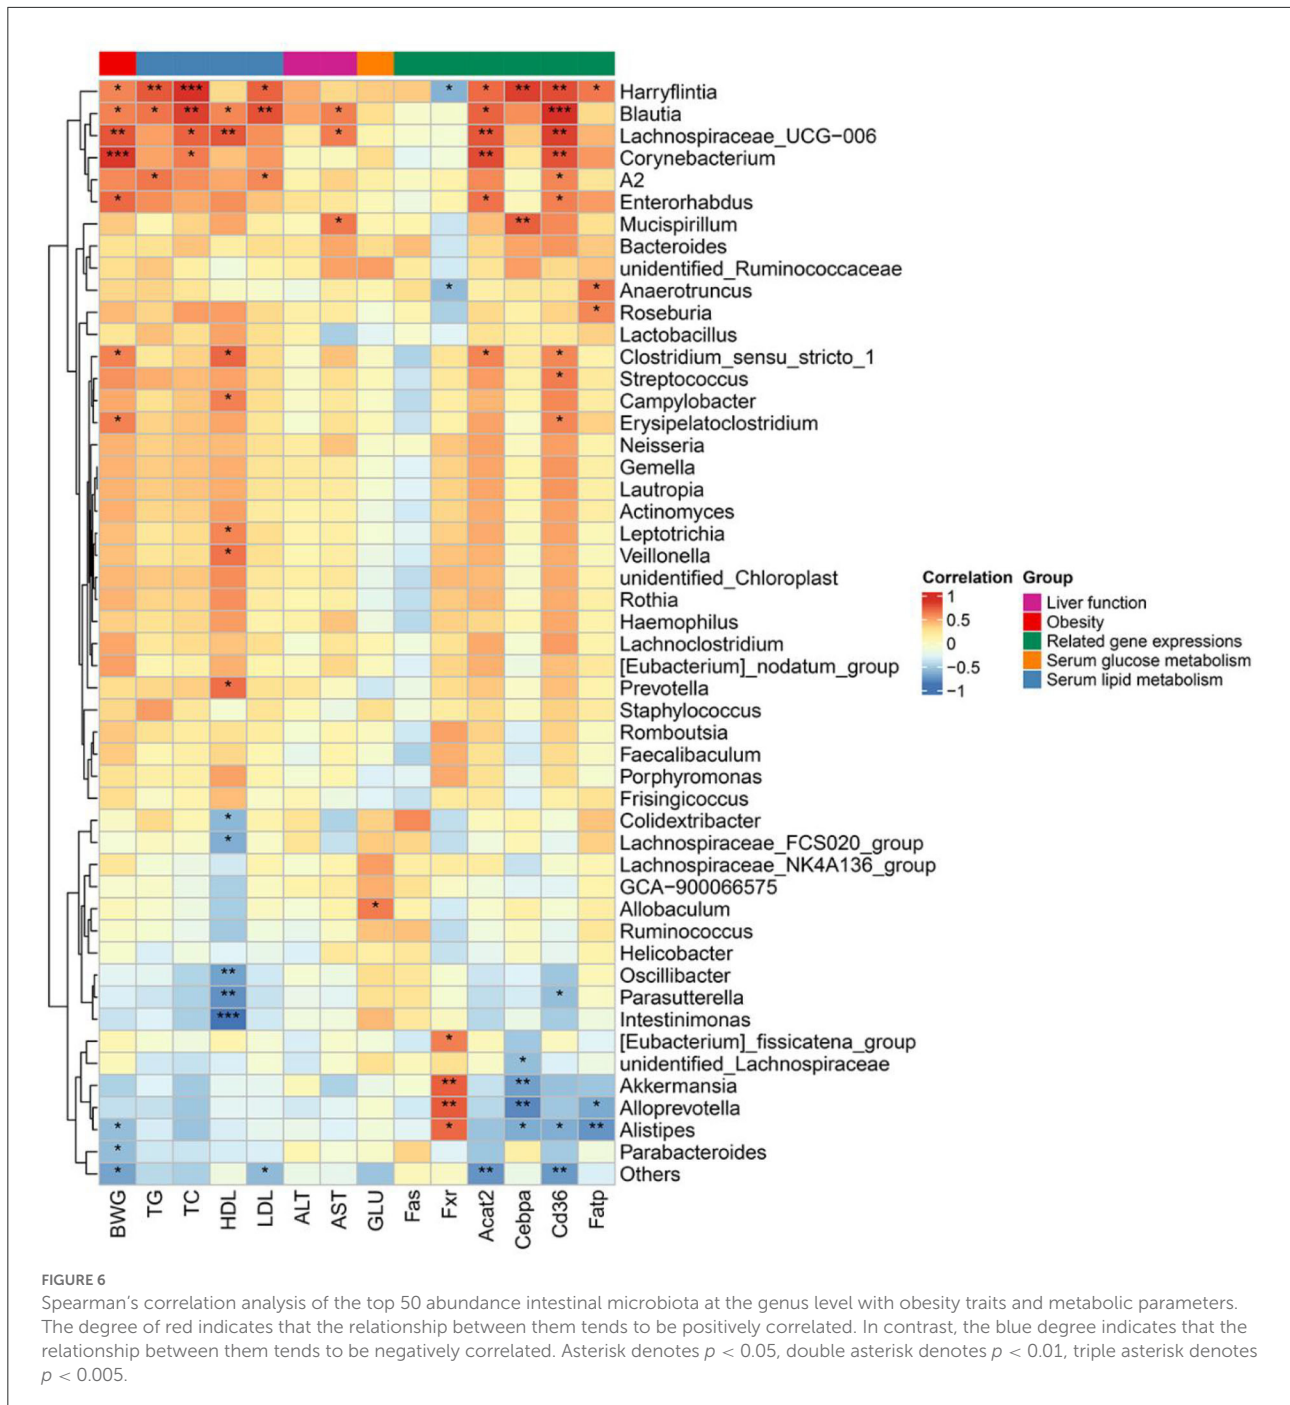 * ** *** * * * ** ** * Harryflintia
* * ** * ** * * *** Blautia
** * ** * ** ** Lachnospiraceae_UCG−006
*** * ** ** Corynebacterium
* * * A2
* * * Enterorhabdus
* ** Mucispirillum
Bacteroides
unidentified_Ruminococcaceae
* * Anaerotruncus
* Roseburia
Lactobacillus
* * * * Clostridium_sensu_stricto_1
* Streptococcus
* Campylobacter
* * Erysipelatoclostridium
Neisseria
Gemella
Lautropia
Actinomyces
* Leptotrichia
* Veillonella
unidentified_Chloroplast
Rothia
Haemophilus
Lachnoclostridium
[Eubacterium]_nodatum_group
* Prevotella
Staphylococcus
Romboutsia
Faecalibaculum
Porphyromonas
Frisingicoccus
* Colidextribacter
* Lachnospiraceae_FCS020_group
Lachnospiraceae_NK4A136_group
GCA−900066575
* Allobaculum
Ruminococcus
Helicobacter
** Oscillibacter
** * Parasutterella
*** Intestinimonas
* [Eubacterium]_fissicatena_group
* unidentified_Lachnospiraceae
** ** Akkermansia
** ** * Alloprevotella
* * * * ** Alistipes
* Parabacteroides
* * ** ** Others
BWG TG TC HDL LDL ALT AST GLU Fas Fxr Acat2 Cebpa Cd36 Fatp
Correlation
1
0.5
0
−0.5
−1
Group
Liver function
Obesity
Related gene expressions
Serum glucose metabolism
Serum lipid metabolism
FIGURE 6
Spearman's correlation analysis of the top 50 abundance intestinal microbiota at the genus level with obesity traits and metabolic parameters.
The degree of red indicates that the relationship between them tends to be positively correlated. In contrast, the blue degree indicates that the
relationship between them tends to be negatively correlated. Asterisk denotes p < 0.05, double asterisk denotes p < 0.01, triple asterisk denotes
p < 0.005.